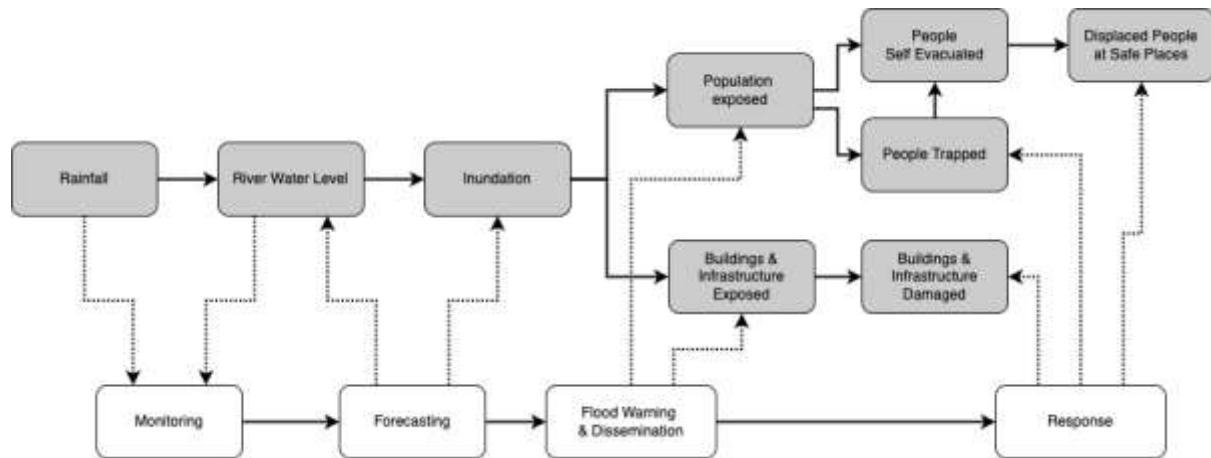 People
Self Evacuated
Displaced People
at Safe Places
Population
exposed
People Trapped
Rainfall
River Water Level
Inundation
Buildings &
Infrastructure
Exposed
Buildings &
Infrastructure
Damaged
Monitoring
Forecasting
Flood Warning
& Dissemination
Response